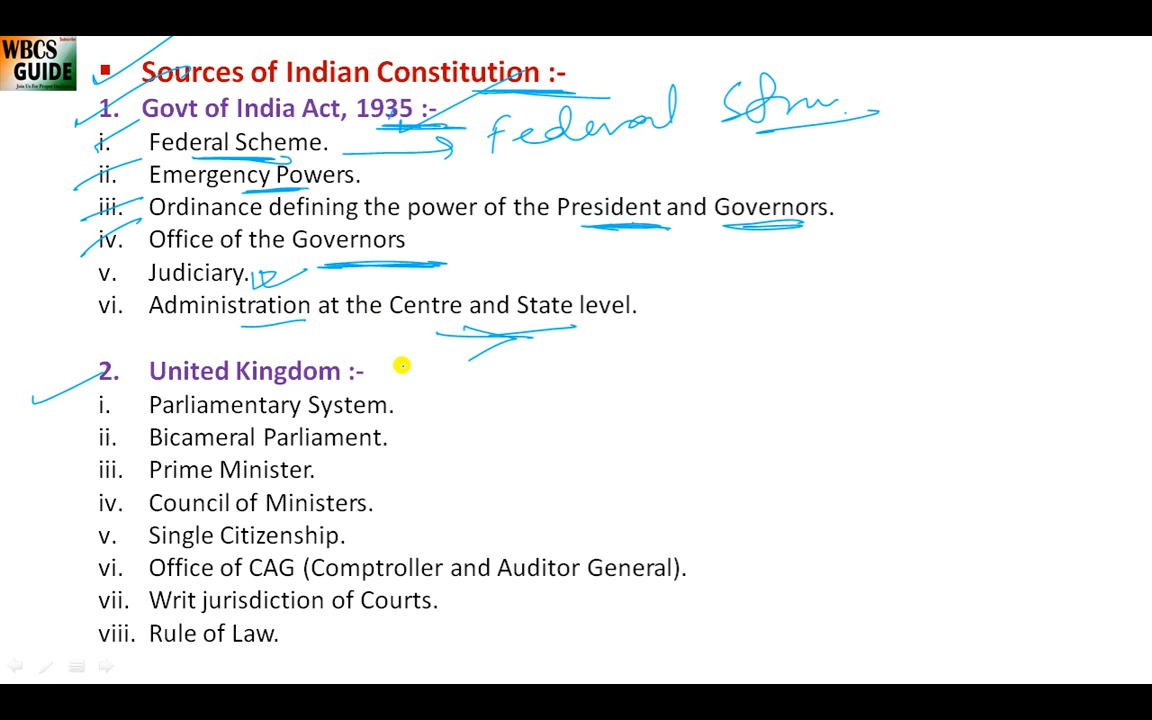 WBCS
GUIDE
Sources of Indian Constitution :-
1. Govt of India Act, 1935 :-
Federal
i. Federal Scheme.
ii. Emergency Powers.
iii. Ordinance defining the power of the President and Governors.
iv. Office of the Governors
v. Judiciary.
vi. Administration at the Centre and State level.
2. United Kingdom :-
i. Parliamentary System.
ii. Bicameral Parliament.
iii. Prime Minister.
iv. Council of Ministers.
v. Single Citizenship.
vi. Office of CAG (Comptroller and Auditor General).
vii. Writ jurisdiction of Courts.
viii. Rule of Law.